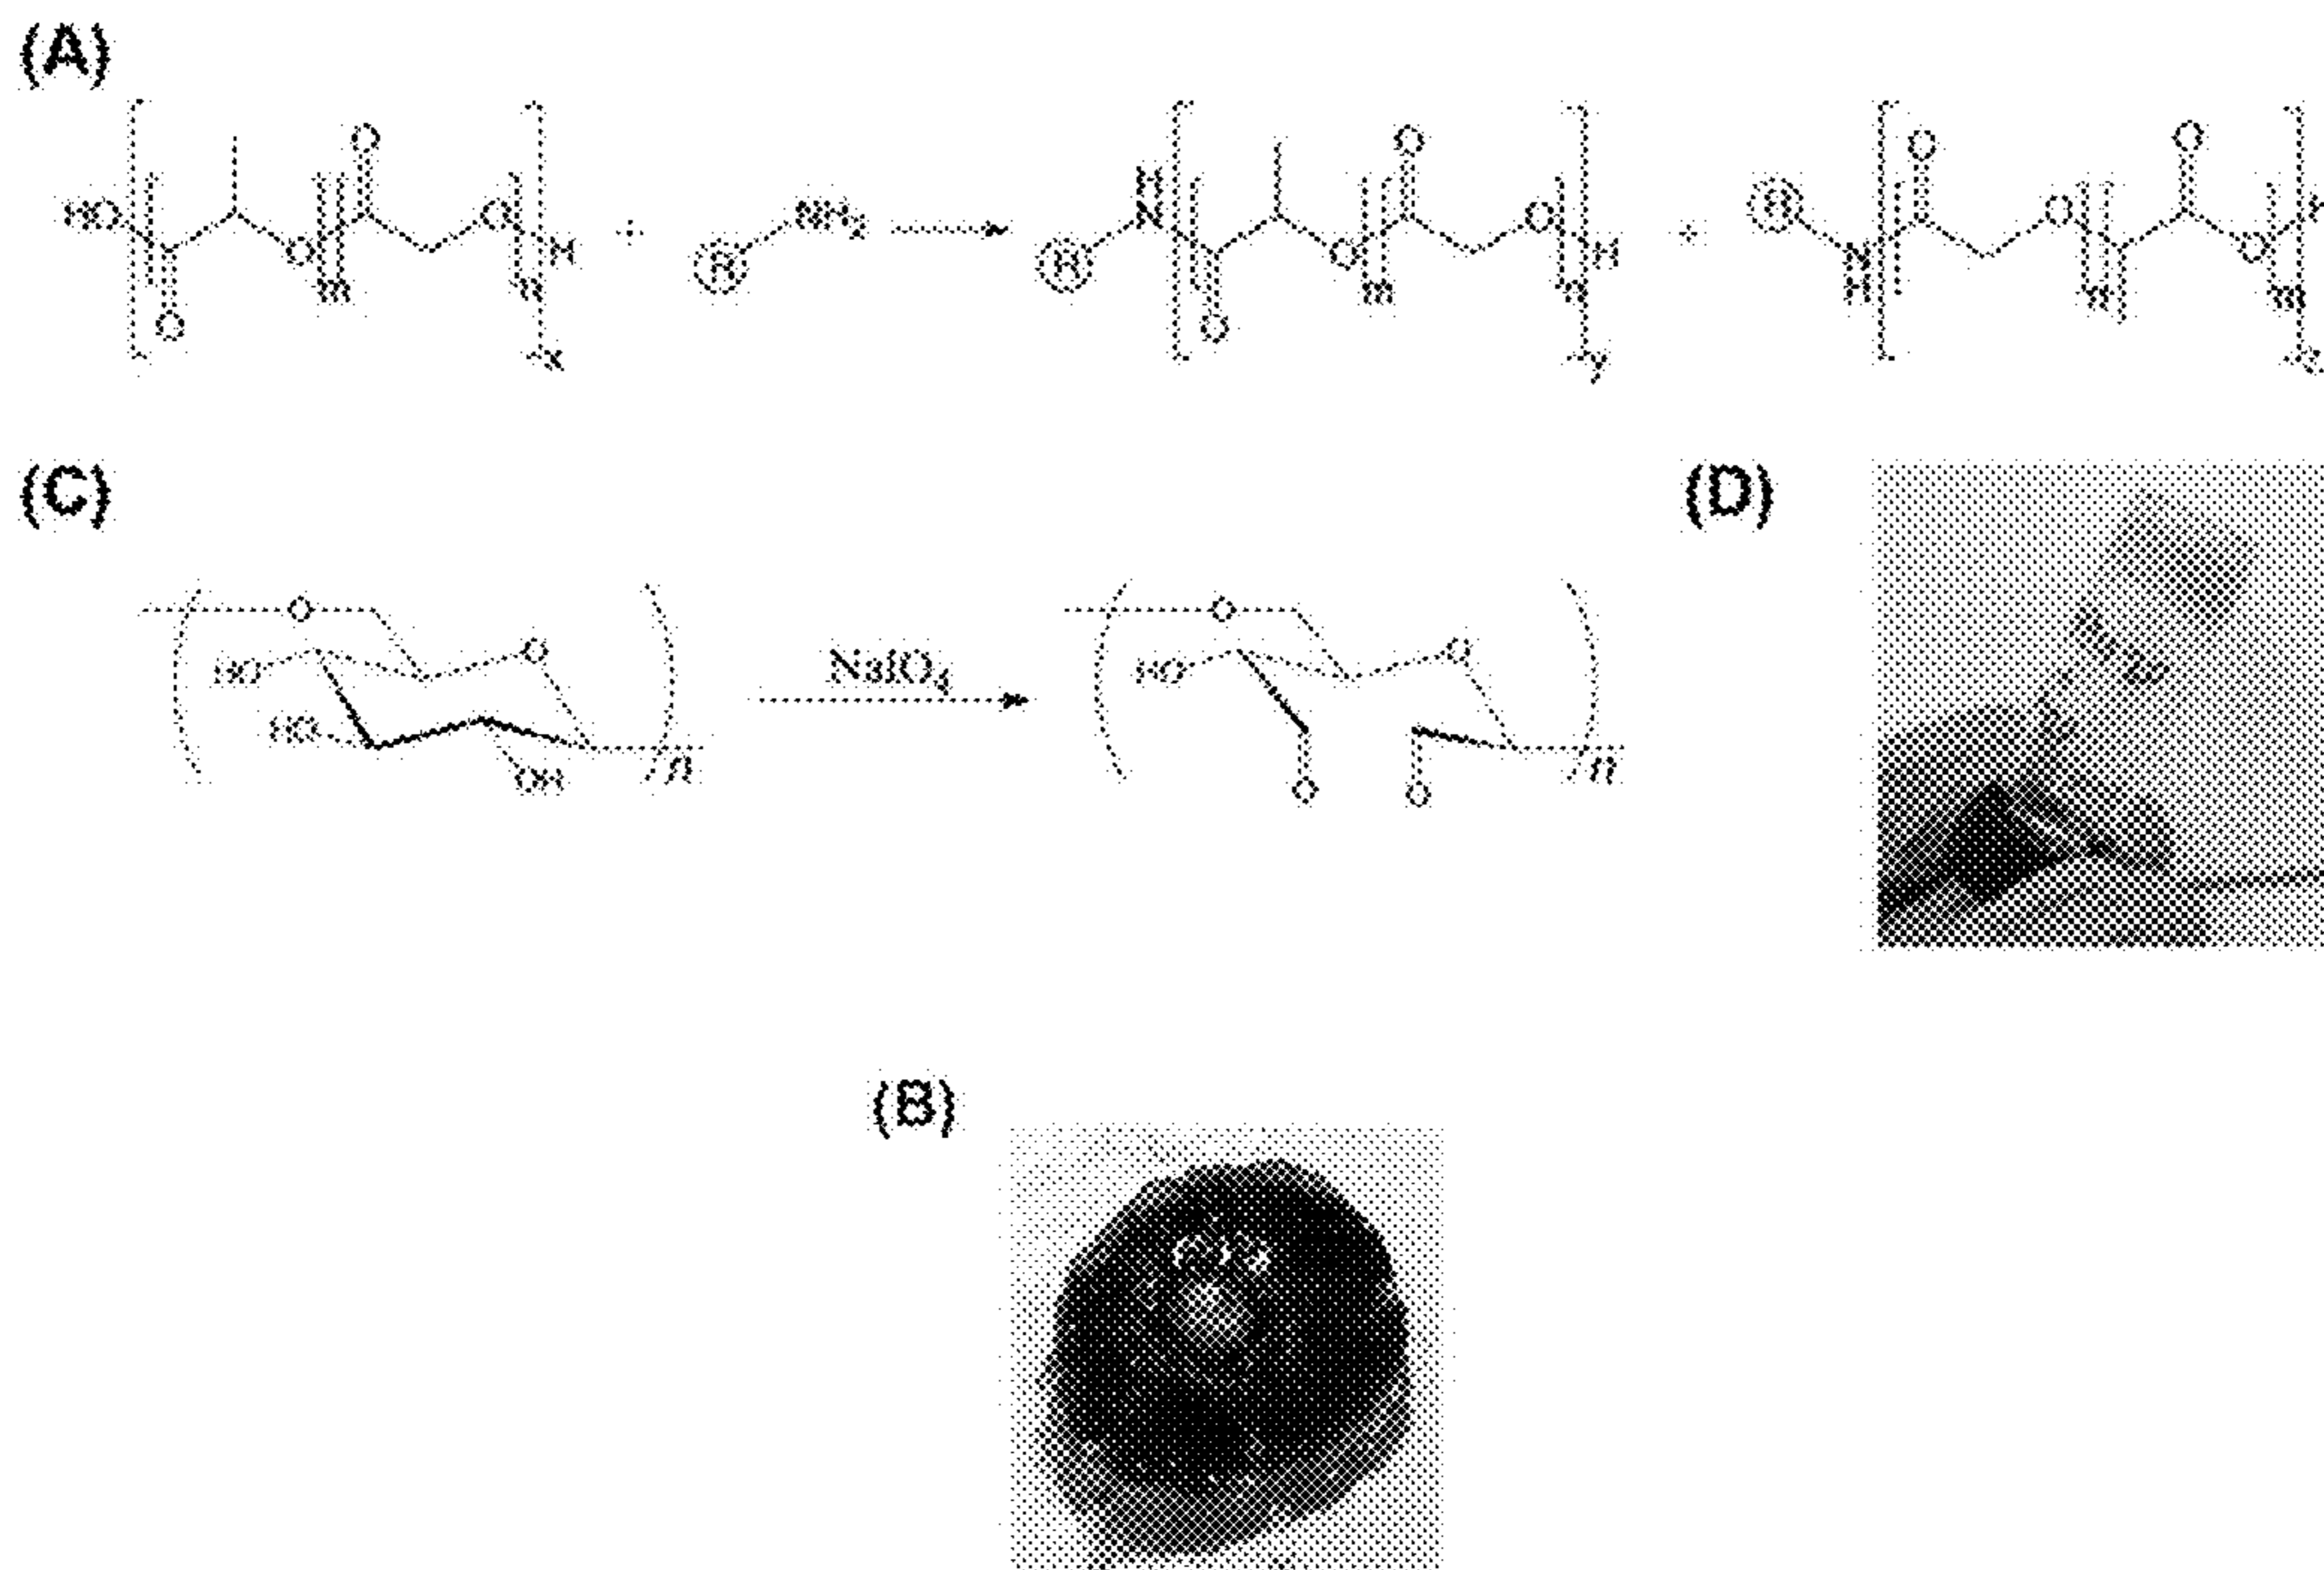 (A)
HO O O m O H n x + R NH2 R H N O O m O O H n y + R N H O O n O O m z
(C)
(D)
O HO HO O OH n NaIO4 O HO O O O n
(B)